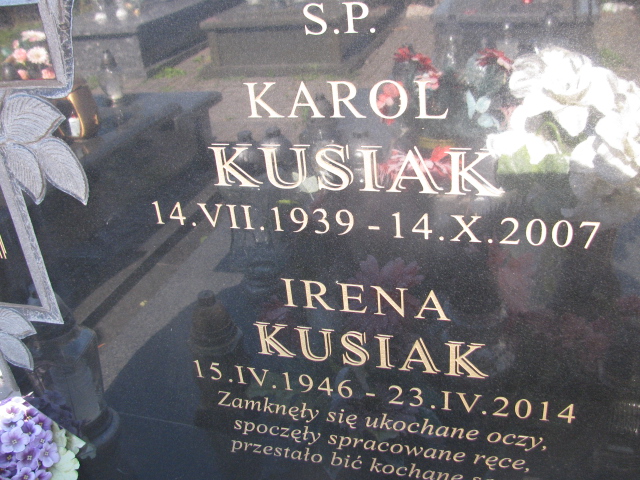 S.P.
KAROL
KUSIAK
14.VII.1939 - 14.X.2007
IRENA
KUSIAK
15.IV.1946 - 23.IV.2014
Zamknęły się ukochane oczy,
spoczęły spracowane ręce,
przestało bić kochane